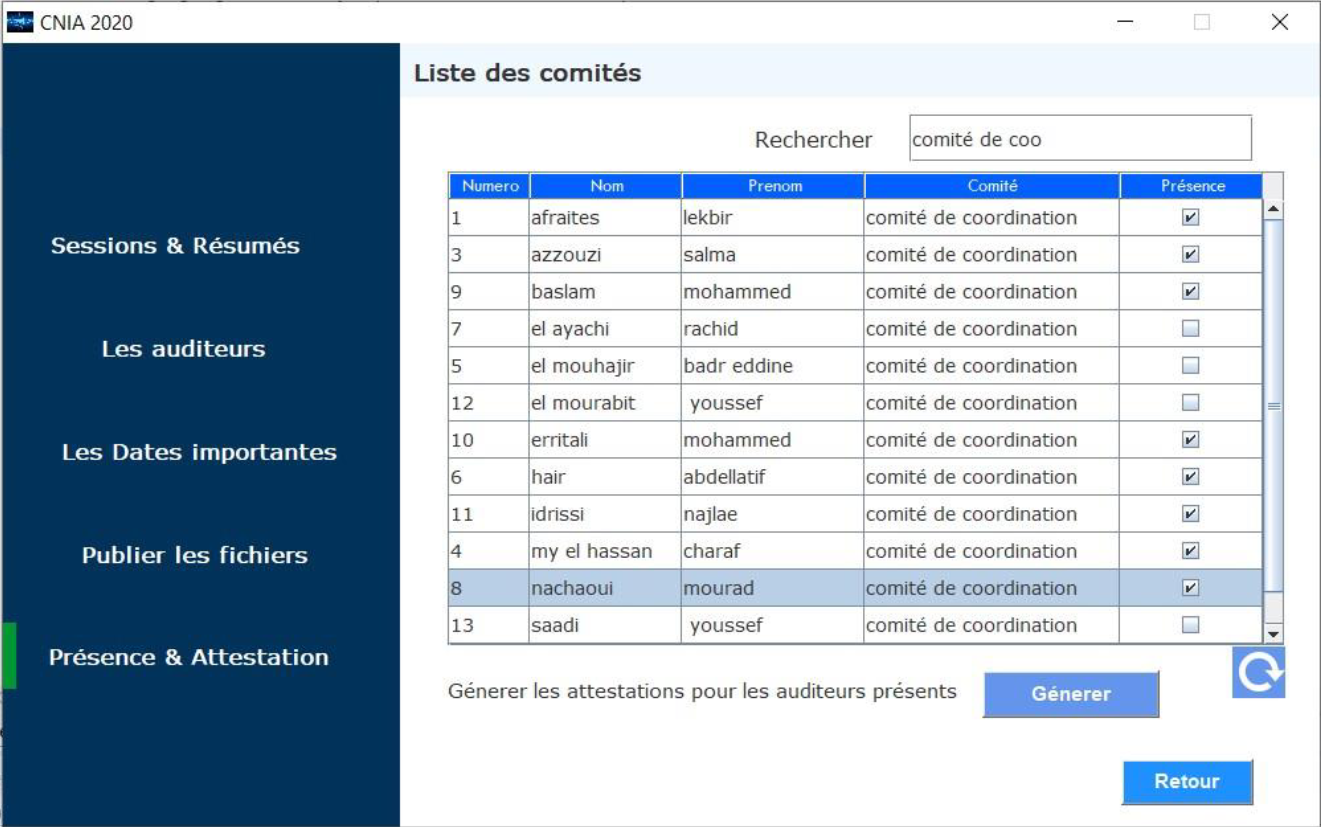 CNIA 2020
Liste des comités
Rechercher comité de coo
Numero Nom Prenom Comité Présence
1 afraites lekbir comité de coordination
3 azzouzi salma comité de coordination
9 baslam mohammed comité de coordination
7 el ayachi rachid comité de coordination
5 el mouhajir badr eddine comité de coordination
12 el mourabit youssef comité de coordination
10 erritali mohammed comité de coordination
6 hair abdellatif comité de coordination
11 idrissi najlae comité de coordination
4 my el hassan charaf comité de coordination
8 nachaoui mourad comité de coordination
13 saadi youssef comité de coordination
Génerer les attestations pour les auditeurs présents Génerer
Retour
Sessions & Résumés
Les auditeurs
Les Dates importantes
Publier les fichiers
Présence & Attestation